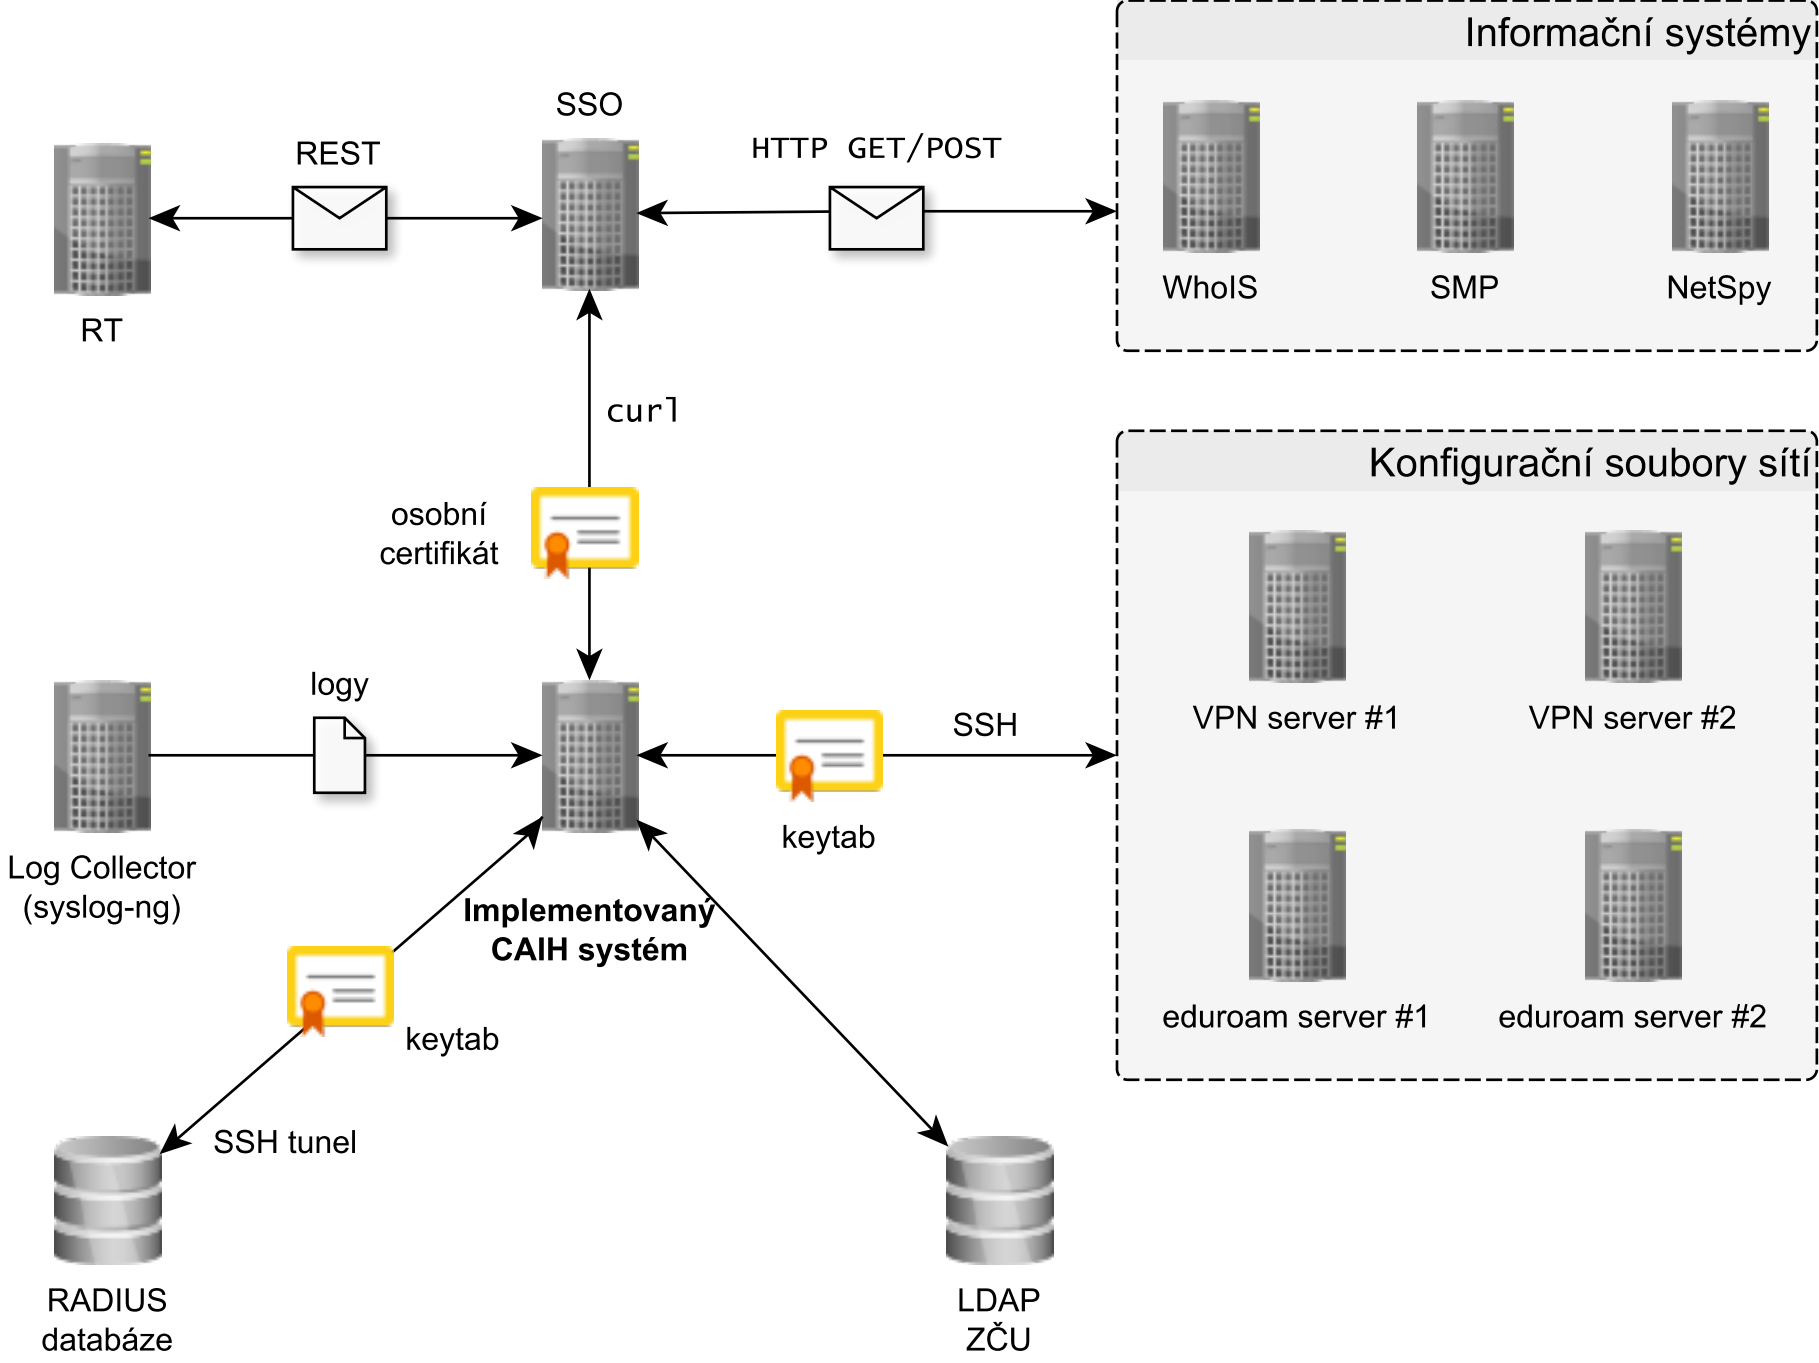 Informační systémy
SSO
REST
HTTP GET/POST
WhoIS
SMP
NetSpy
RT
curl
Konfigurační soubory sítí
osobní
certifikát
logy
SSH
VPN server #1
VPN server #2
keytab
Log Collector
(syslog-ng)
Implementovaný
CAIH systém
eduroam server #1
eduroam server #2
keytab
SSH tunel
RADIUS
databáze
LDAP
ZČU